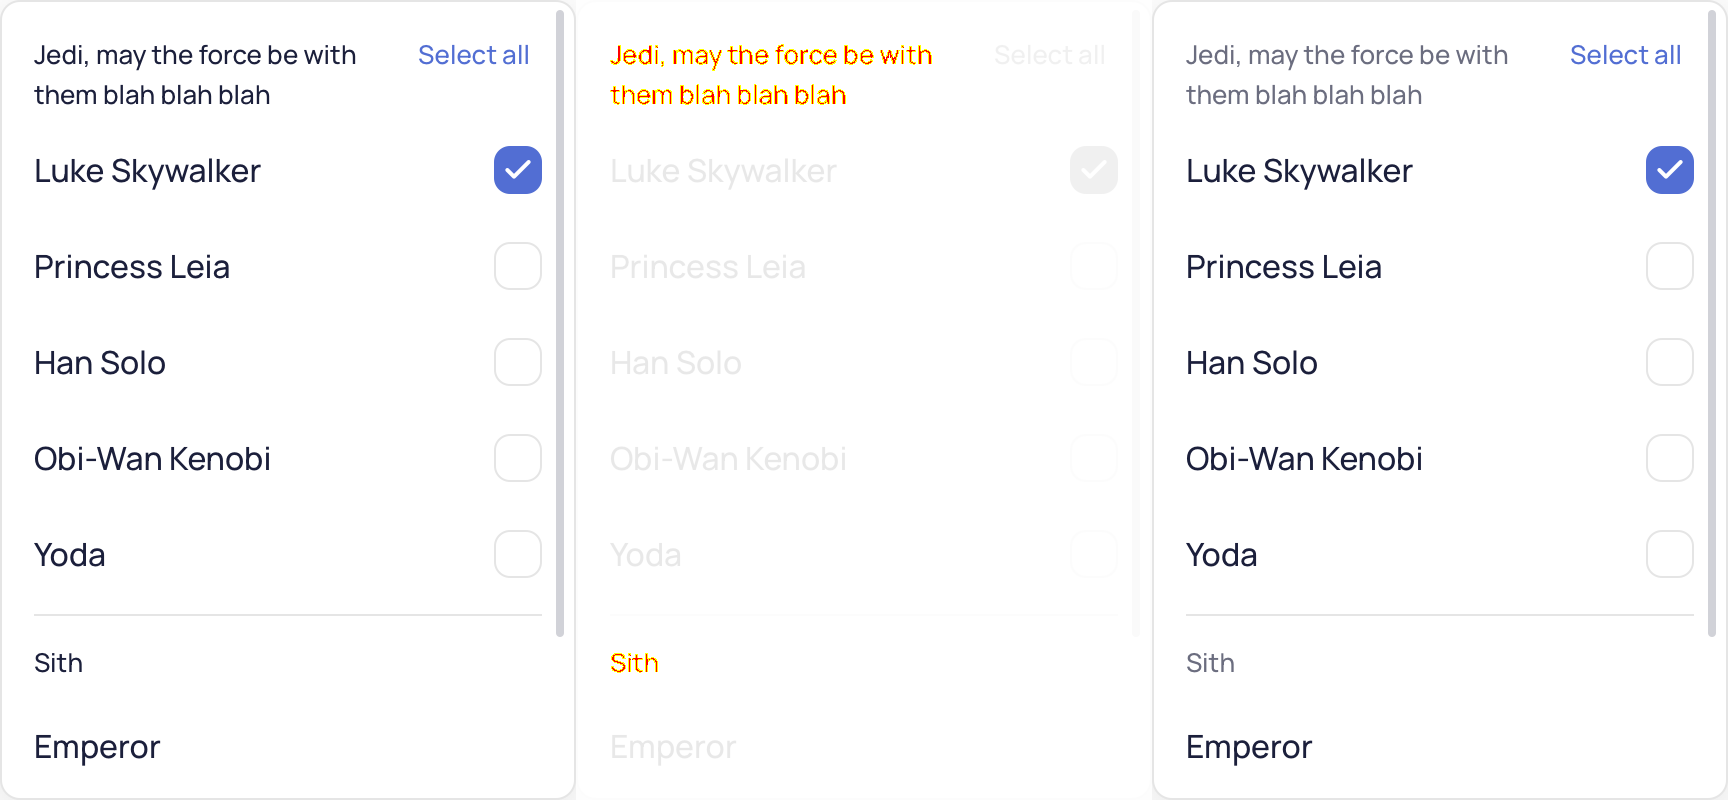 Jedi, may the force be with
them blah blah blah
Select all
Luke Skywalker
Princess Leia
Han Solo
Obi-Wan Kenobi
Yoda
Sith
Emperor
Jedi, may the force be with
them blah blah blah
Select all
Luke Skywalker
Princess Leia
Han Solo
Obi-Wan Kenobi
Yoda
Sith
Emperor
Jedi, may the force be with
them blah blah blah
Select all
Luke Skywalker
Princess Leia
Han Solo
Obi-Wan Kenobi
Yoda
Sith
Emperor